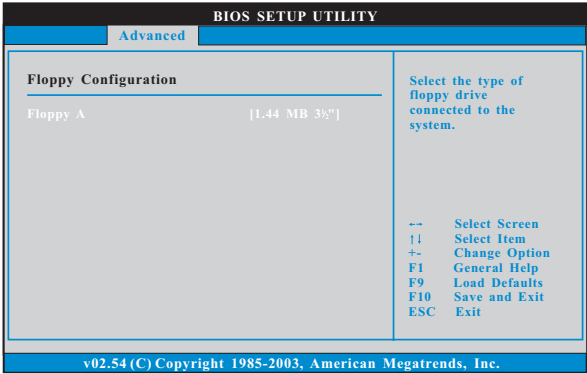 BIOS SETUP UTILITY
Advanced
Floppy Configuration
Floppy A [1.44 MB 3½"]
Select the type of
floppy drive
connected to the
system.
←→ Select Screen
↑↓ Select Item
+- Change Option
F1 General Help
F9 Load Defaults
F10 Save and Exit
ESC Exit
v02.54 (C) Copyright 1985-2003, American Megatrends, Inc.